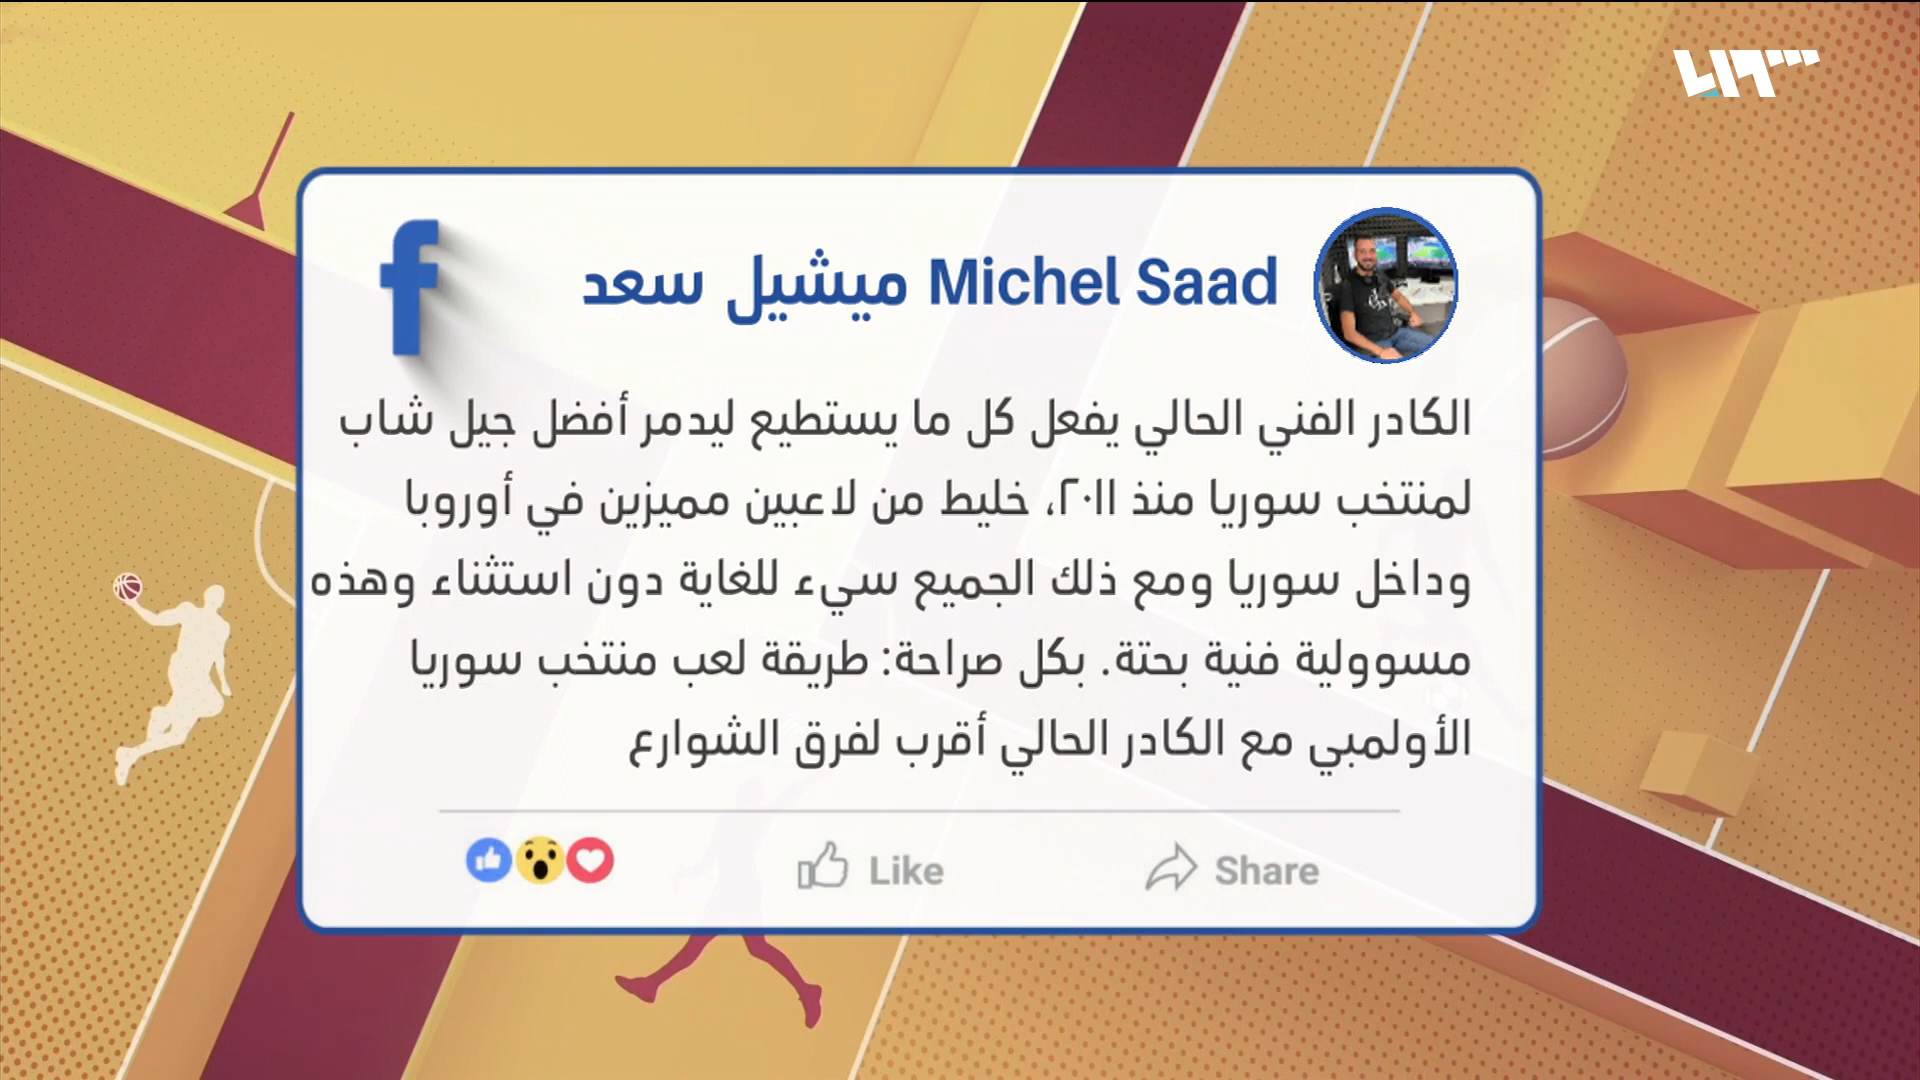 Michel Saad ميشيل سعد
الكادر الفني الحالي يفعل كل ما يستطيع ليدمر أفضل جيل شاب
لمنتخب سوريا منذ ٢٠١١، خليط من لاعبين مميزين في أوروبا
وداخل سوريا ومع ذلك الجميع سيء للغاية دون استثناء وهذه
مسوولية فنية بحتة. بكل صراحة: طريقة لعب منتخب سوريا
الأولمبي مع الكادر الحالي أقرب لفرق الشوارع
Like Share